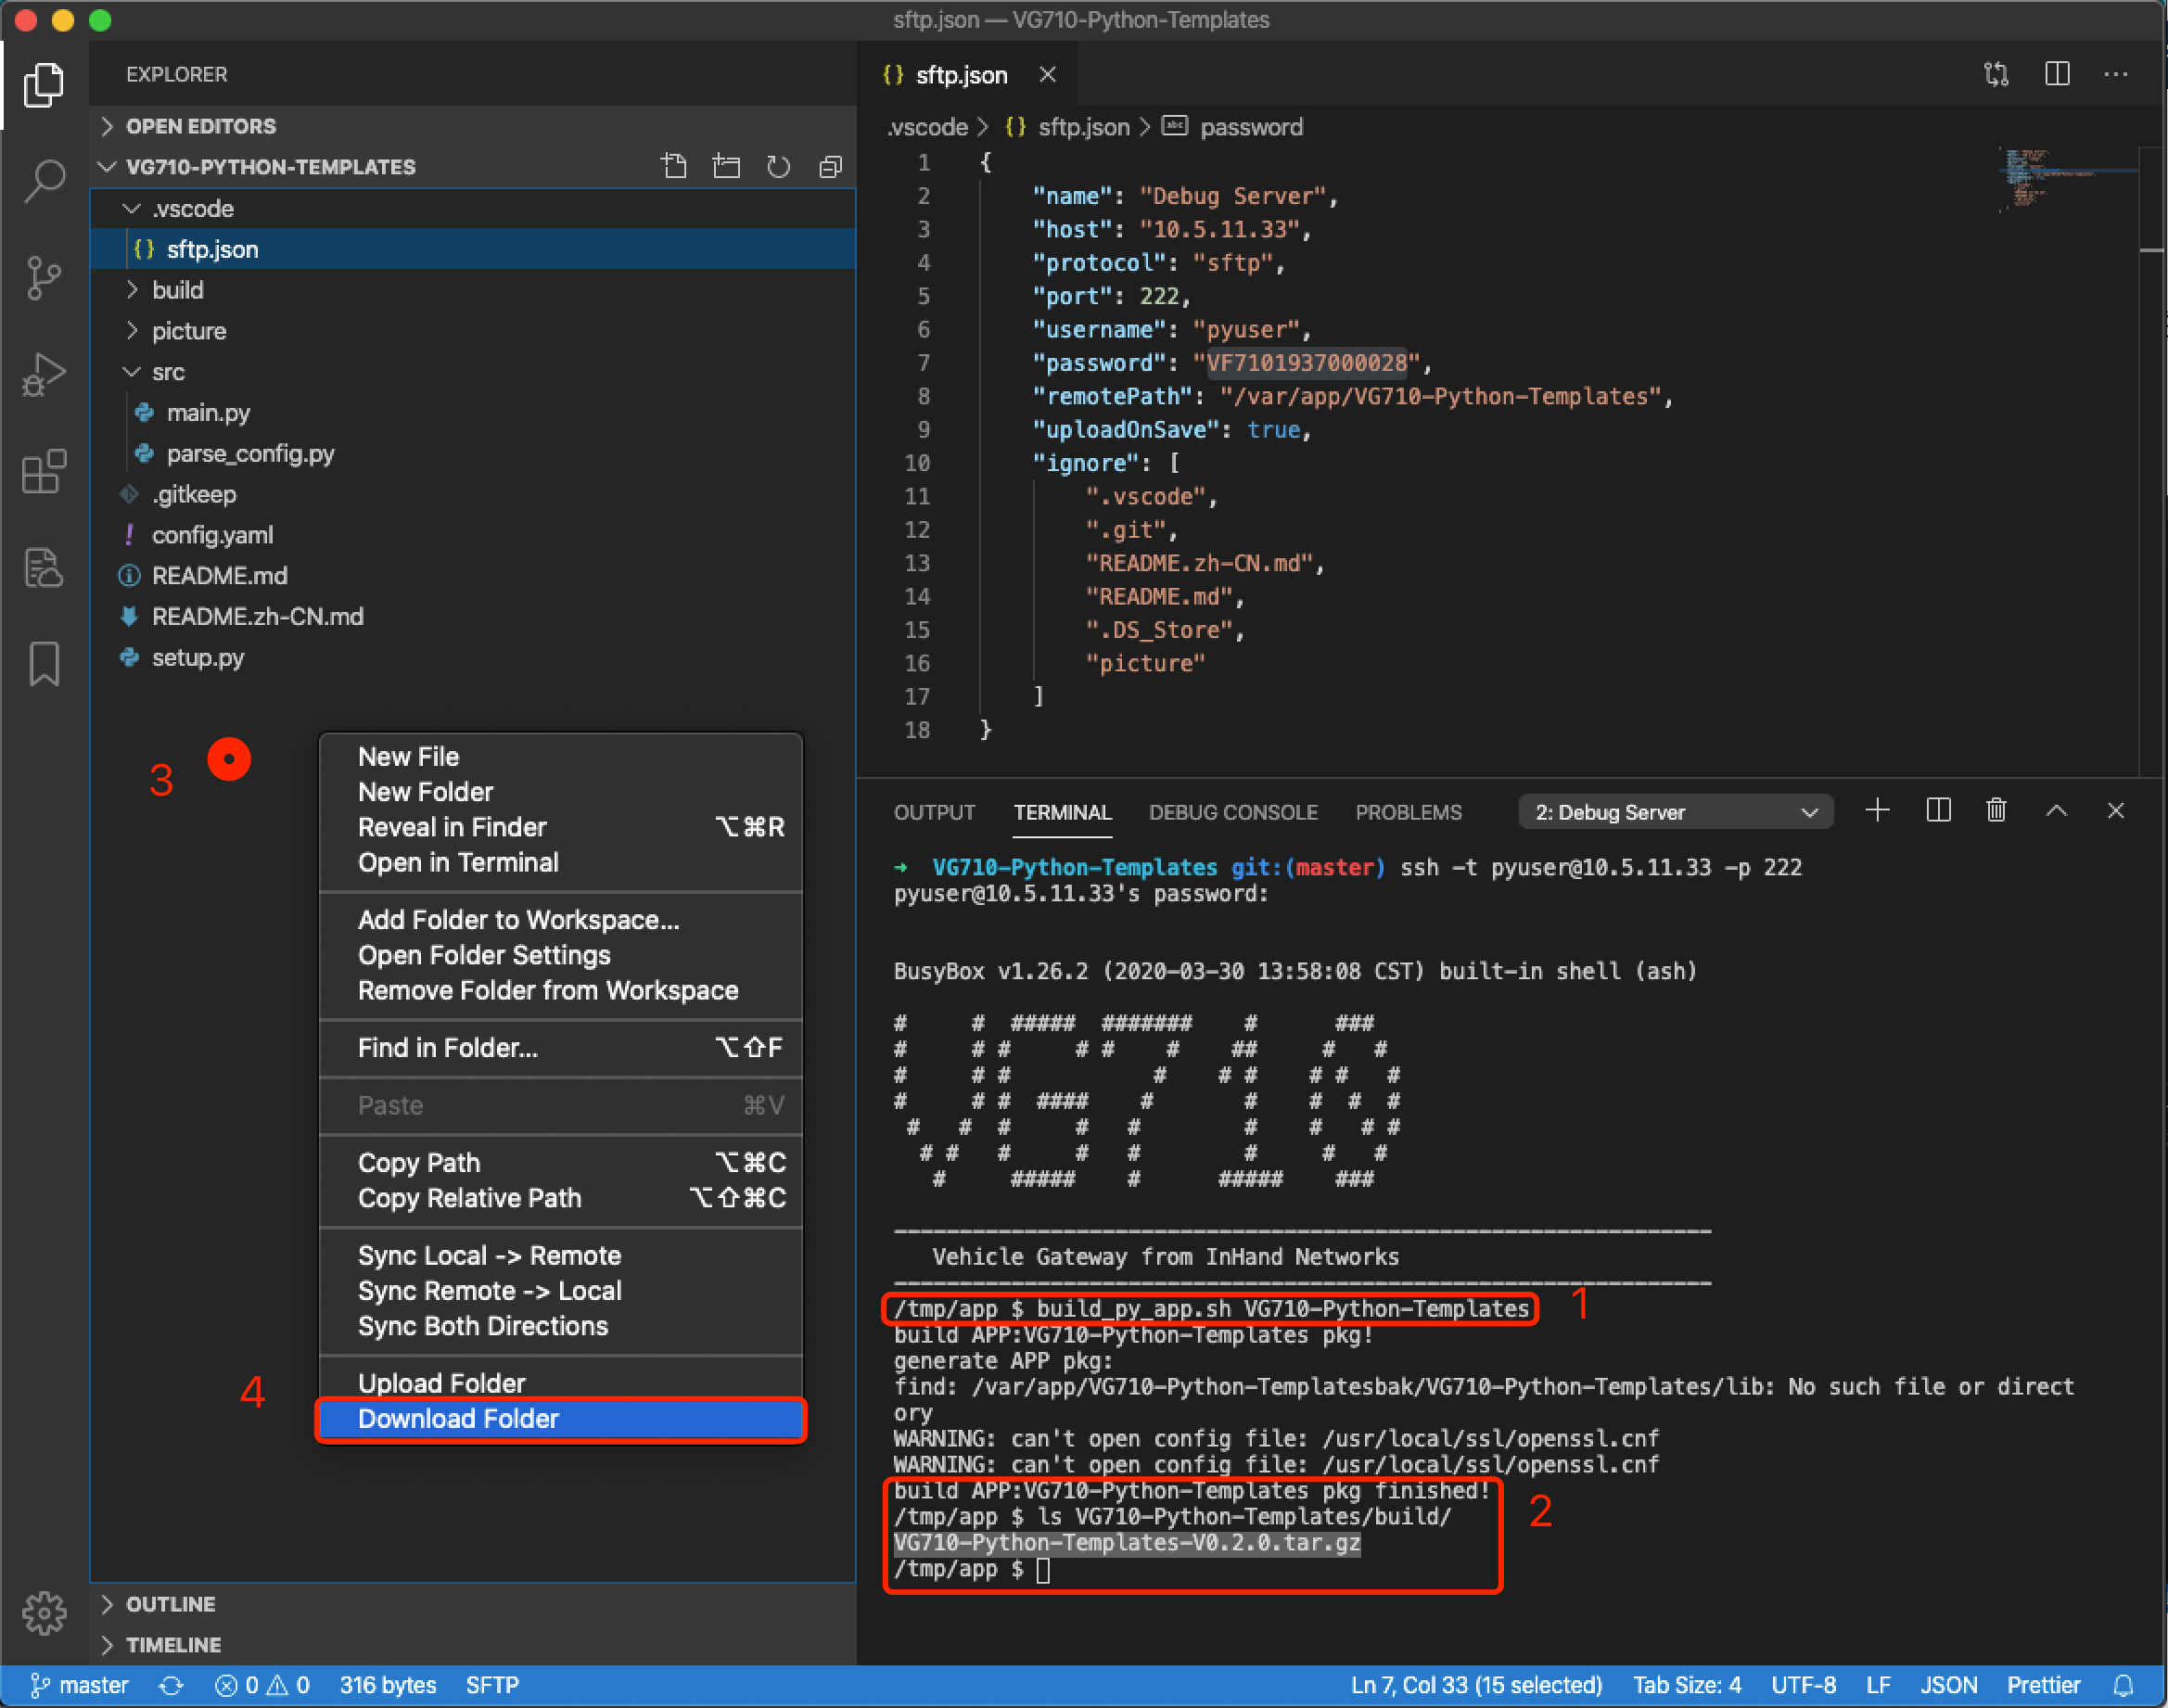 sftp.json — VG710-Python-Templates
EXPLORER
OPEN EDITORS
VG710-PYTHON-TEMPLATES
.vscode
{} sftp.json
build
picture
src
main.py
parse_config.py
.gitkeep
! config.yaml
README.md
README.zh-CN.md
setup.py
3
New File
New Folder
Reveal in Finder ⌥⌘R
Open in Terminal
Add Folder to Workspace...
Open Folder Settings
Remove Folder from Workspace
Find in Folder... ⌥⇧F
Paste ⌘V
Copy Path ⌥⌘C
Copy Relative Path ⌥⇧⌘C
Sync Local -> Remote
Sync Remote -> Local
Sync Both Directions
Upload Folder
4 Download Folder
OUTLINE
TIMELINE
{} sftp.json
.vscode > {} sftp.json > abc password
1 {
2 "name": "Debug Server",
3 "host": "10.5.11.33",
4 "protocol": "sftp",
5 "port": 222,
6 "username": "pyuser",
7 "password": "VF7101937000028",
8 "remotePath": "/var/app/VG710-Python-Templates",
9 "uploadOnSave": true,
10 "ignore": [
11 ".vscode",
12 ".git",
13 "README.zh-CN.md",
14 "README.md",
15 ".DS_Store",
16 "picture"
17 ]
18 }
OUTPUT TERMINAL DEBUG CONSOLE PROBLEMS 2: Debug Server
→ VG710-Python-Templates git:(master) ssh -t pyuser@10.5.11.33 -p 222
pyuser@10.5.11.33's password:
BusyBox v1.26.2 (2020-03-30 13:58:08 CST) built-in shell (ash)
#     #  #####  #######    #      ###
#     # #     # #    #    ##     #   #
#     # #           #    # #    # #   #
#     # #  ####    #       #    #  #  #
 #   #  #     #   #        #    #   # #
  # #   #     #   #        #     #   #
   #     #####    #      #####    ###
Vehicle Gateway from InHand Networks
/tmp/app $ build_py_app.sh VG710-Python-Templates 1
build APP:VG710-Python-Templates pkg!
generate APP pkg:
find: /var/app/VG710-Python-Templatesbak/VG710-Python-Templates/lib: No such file or direct
ory
WARNING: can't open config file: /usr/local/ssl/openssl.cnf
WARNING: can't open config file: /usr/local/ssl/openssl.cnf
build APP:VG710-Python-Templates pkg finished!
/tmp/app $ ls VG710-Python-Templates/build/ 2
VG710-Python-Templates-V0.2.0.tar.gz
/tmp/app $
master 0 0 316 bytes SFTP Ln 7, Col 33 (15 selected) Tab Size: 4 UTF-8 LF JSON Prettier